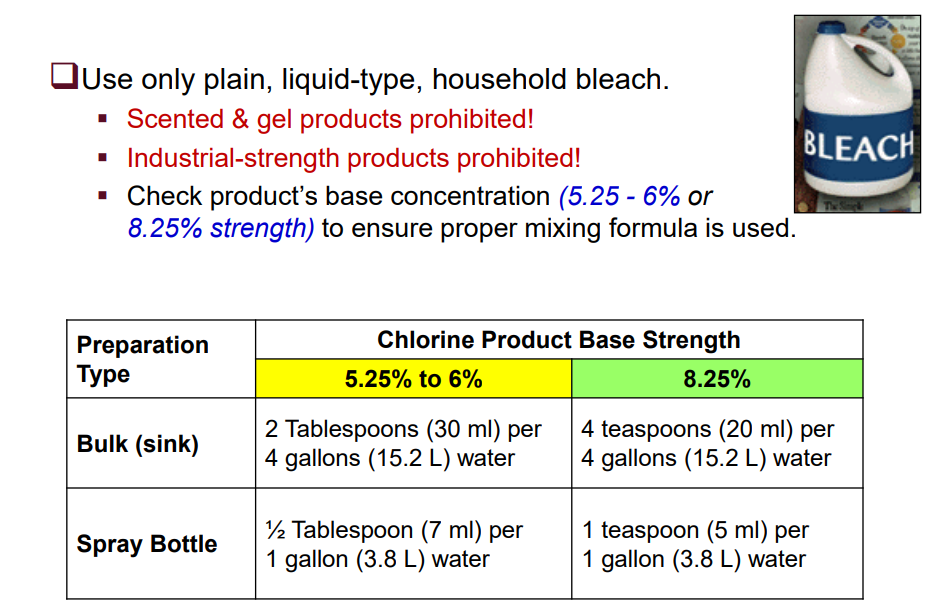 Use only plain, liquid-type, household bleach.
Scented & gel products prohibited!
Industrial-strength products prohibited!
Check product's base concentration (5.25 - 6% or
8.25% strength) to ensure proper mixing formula is used.
BLEACH
Preparation
Type
Chlorine Product Base Strength
5.25% to 6%
8.25%
Bulk (sink)
2 Tablespoons (30 ml) per
4 gallons (15.2 L) water
4 teaspoons (20 ml) per
4 gallons (15.2 L) water
Spray Bottle
½ Tablespoon (7 ml) per
1 gallon (3.8 L) water
1 teaspoon (5 ml) per
1 gallon (3.8 L) water